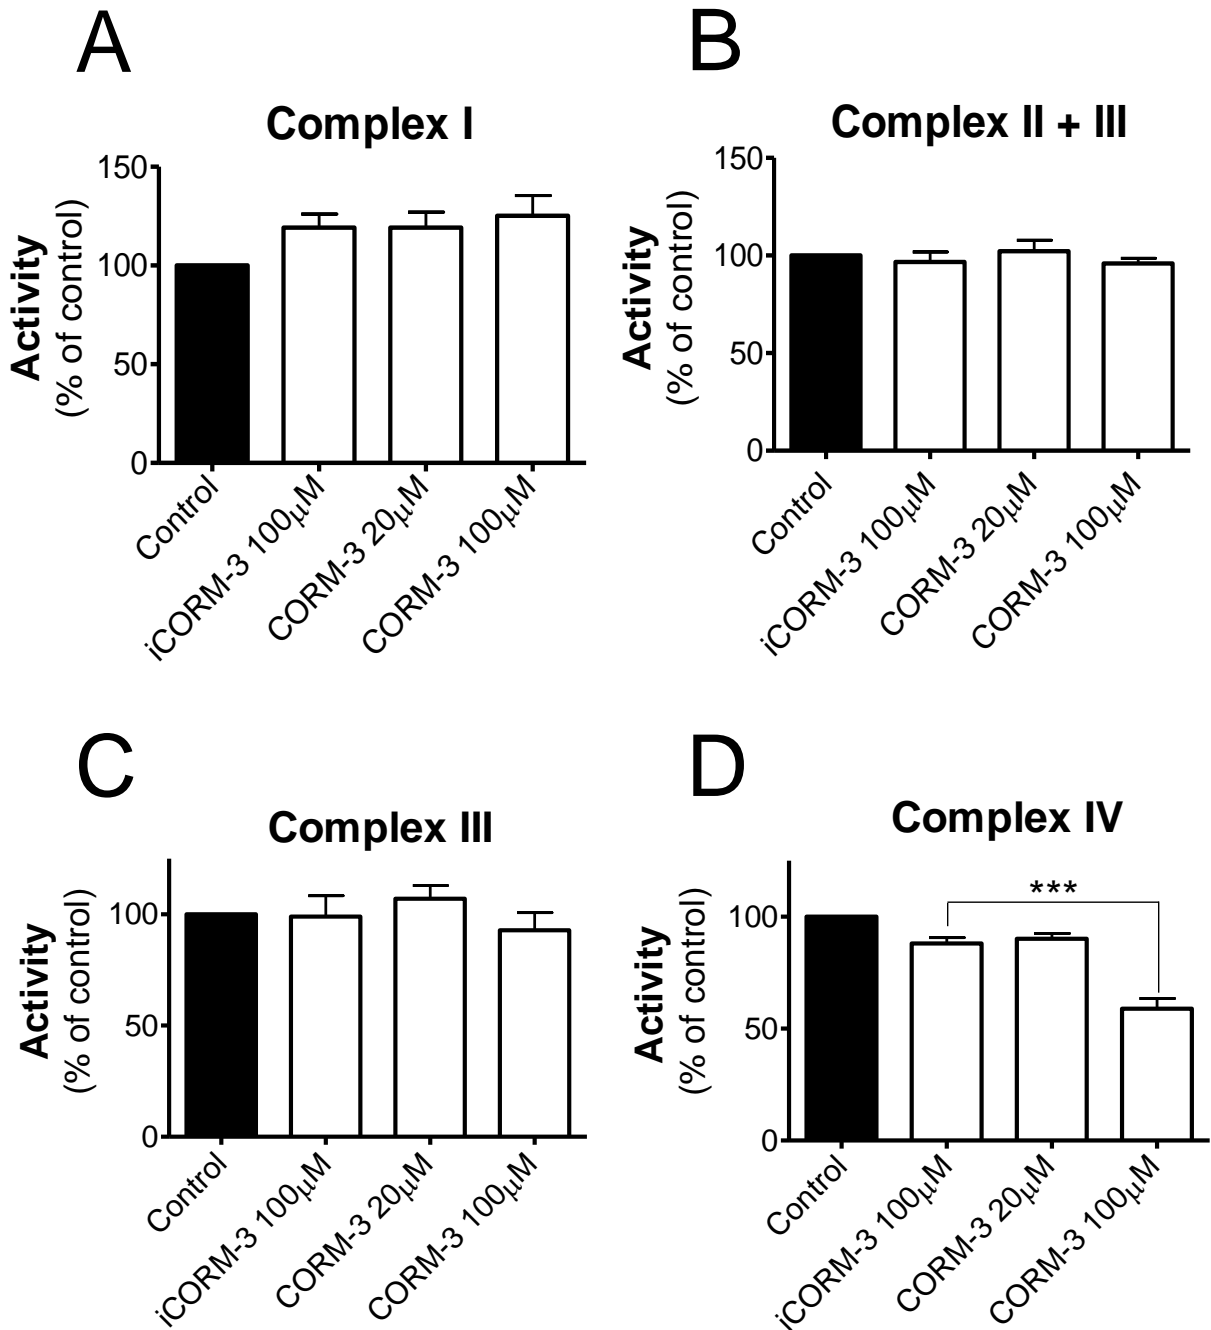 A
Complex I
Activity
(% of control)
150
100
50
0
Control
iCORM-3 100μM
CORM-3 20μM
CORM-3 100μM
B
Complex II + III
Activity
(% of control)
150
100
50
0
Control
iCORM-3 100μM
CORM-3 20μM
CORM-3 100μM
C
Complex III
Activity
(% of control)
100
50
0
Control
iCORM-3 100μM
CORM-3 20μM
CORM-3 100μM
D
Complex IV
Activity
(% of control)
100
50
0
***
Control
iCORM-3 100μM
CORM-3 20μM
CORM-3 100μM